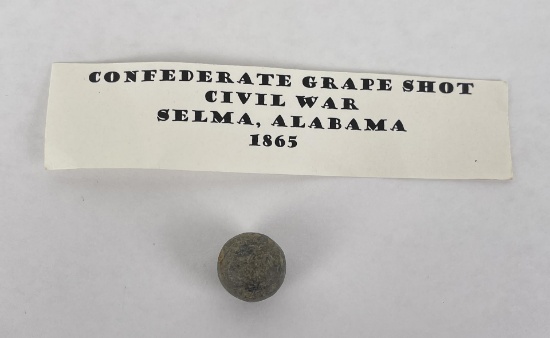 CONFEDERATE GRAPE SHOT
CIVIL WAR
SELMA, ALABAMA
1865